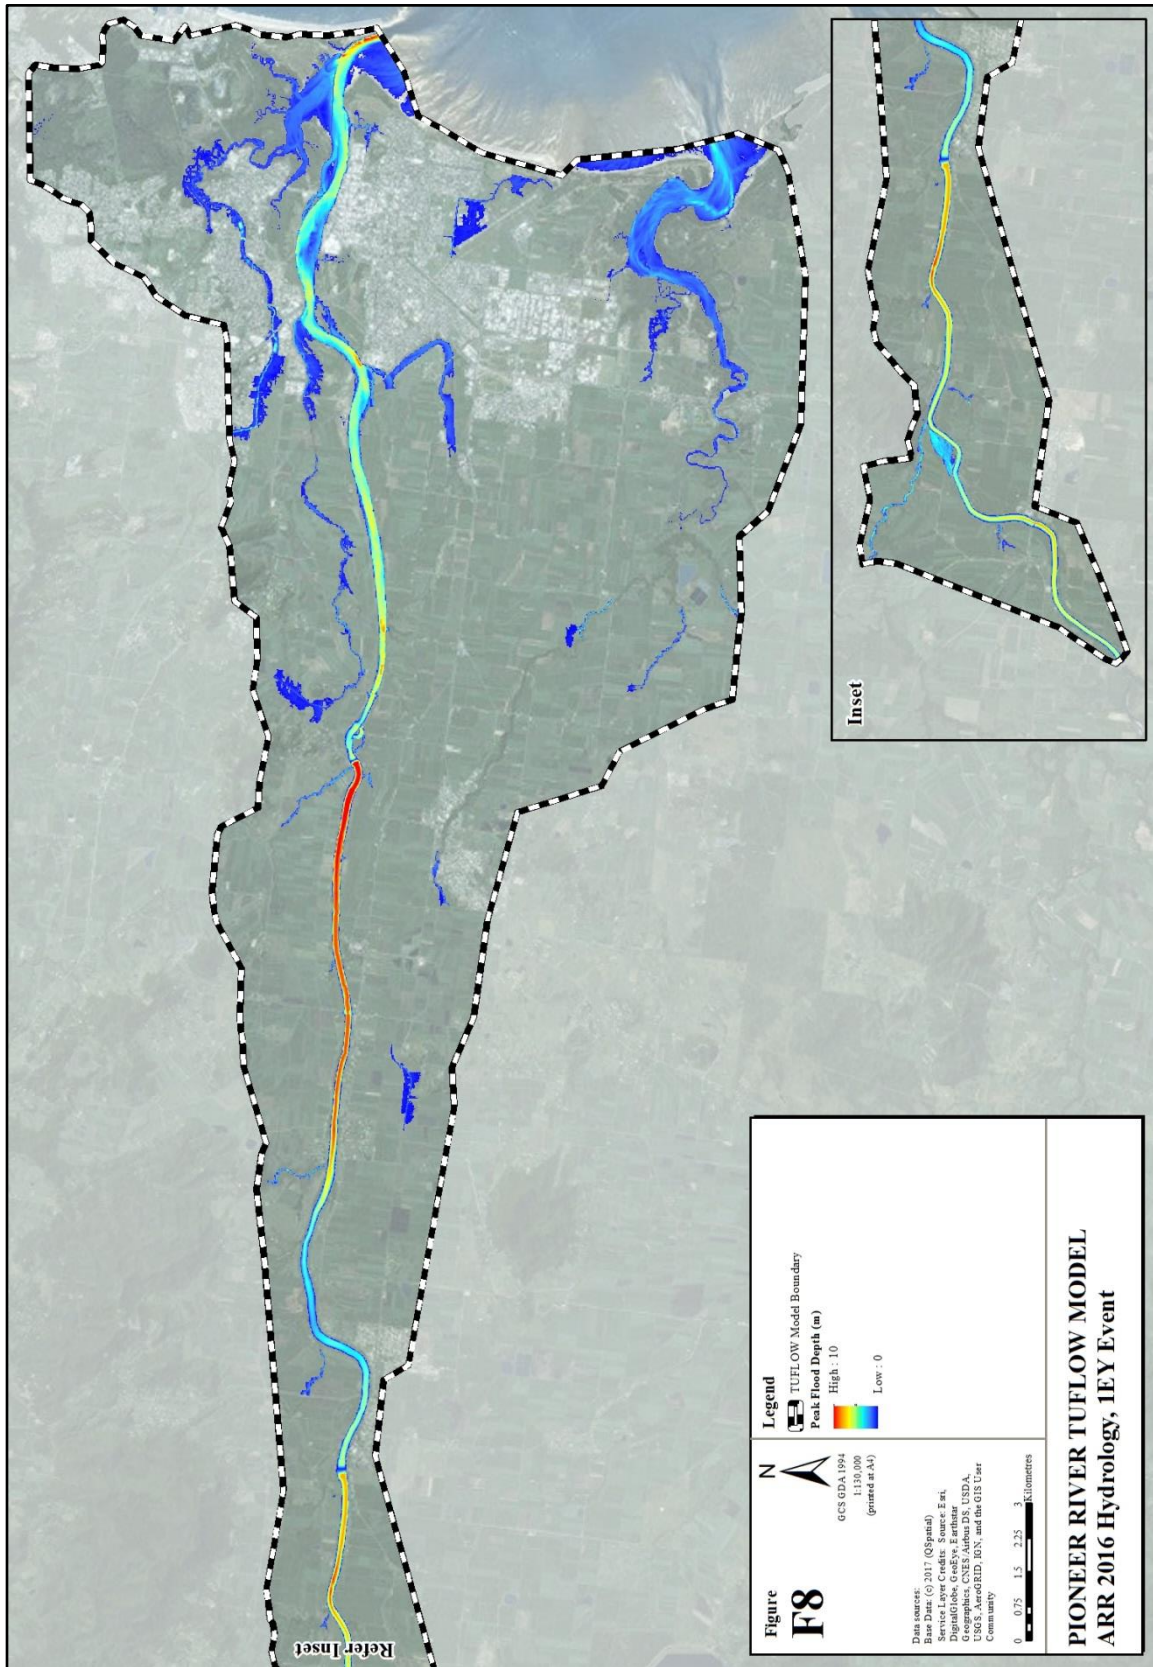 Refer Inset
Inset
Figure
F8
N
GCS GDA 1994
1:130,000
(printed at A4)
Data sources:
Base Data: (c) 2017 (QSpatial)
Service Layer Credits: Source: Esri,
DigitalGlobe, GeoEye, Earthstar
Geographics, CNES/Airbus DS, USDA,
USGS, AeroGRID, IGN, and the GIS User
Community
0 0.75 1.5 2.25 3
Kilometres
Legend
TUFLOW Model Boundary
Peak Flood Depth (m)
High : 10
Low : 0
PIONEER RIVER TUFLOW MODEL
ARR 2016 Hydrology, 1EY Event